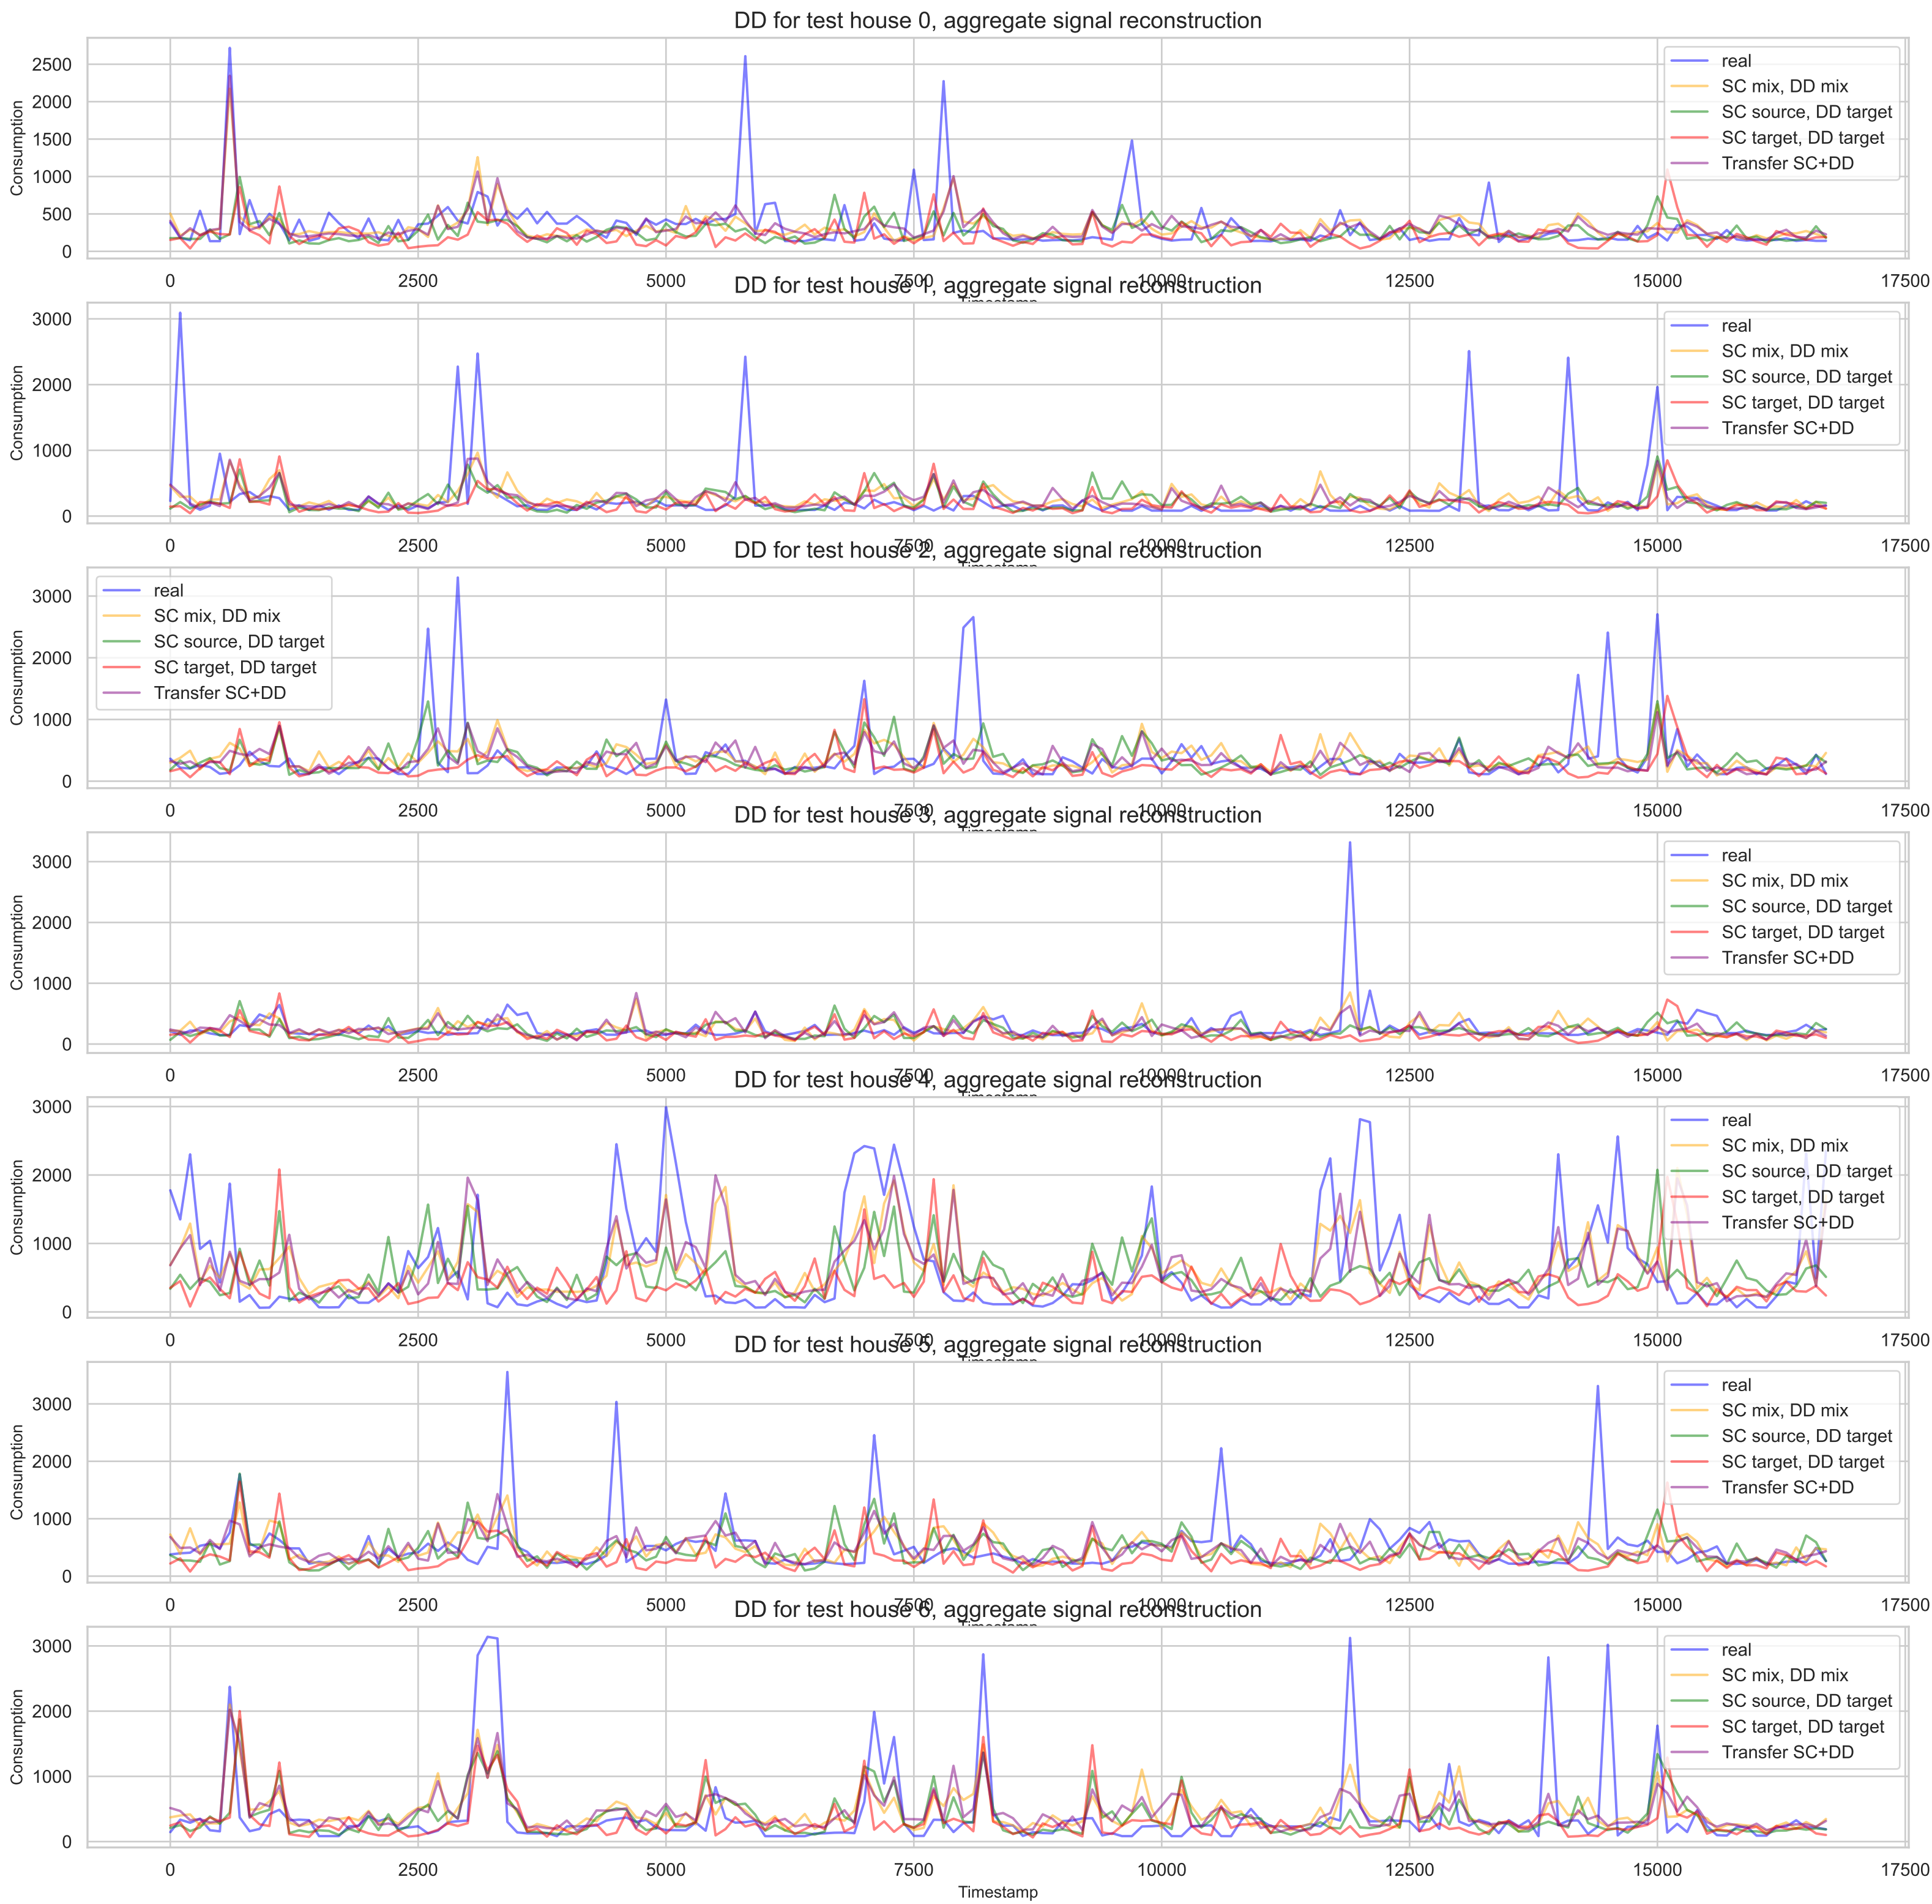 DD for test house 0, aggregate signal reconstruction
Consumption
2500
2000
1500
1000
500
0
real
SC mix, DD mix
SC source, DD target
SC target, DD target
Transfer SC+DD
0 2500 5000 7500 10000 12500 15000 17500
Timestamp
DD for test house 1, aggregate signal reconstruction
Consumption
3000
2000
1000
0
real
SC mix, DD mix
SC source, DD target
SC target, DD target
Transfer SC+DD
0 2500 5000 7500 10000 12500 15000 17500
Timestamp
DD for test house 2, aggregate signal reconstruction
Consumption
3000
2000
1000
0
real
SC mix, DD mix
SC source, DD target
SC target, DD target
Transfer SC+DD
0 2500 5000 7500 10000 12500 15000 17500
Timestamp
DD for test house 3, aggregate signal reconstruction
Consumption
3000
2000
1000
0
real
SC mix, DD mix
SC source, DD target
SC target, DD target
Transfer SC+DD
0 2500 5000 7500 10000 12500 15000 17500
Timestamp
DD for test house 4, aggregate signal reconstruction
Consumption
3000
2000
1000
0
real
SC mix, DD mix
SC source, DD target
SC target, DD target
Transfer SC+DD
0 2500 5000 7500 10000 12500 15000 17500
Timestamp
DD for test house 5, aggregate signal reconstruction
Consumption
3000
2000
1000
0
real
SC mix, DD mix
SC source, DD target
SC target, DD target
Transfer SC+DD
0 2500 5000 7500 10000 12500 15000 17500
Timestamp
DD for test house 6, aggregate signal reconstruction
Consumption
3000
2000
1000
0
real
SC mix, DD mix
SC source, DD target
SC target, DD target
Transfer SC+DD
0 2500 5000 7500 10000 12500 15000 17500
Timestamp